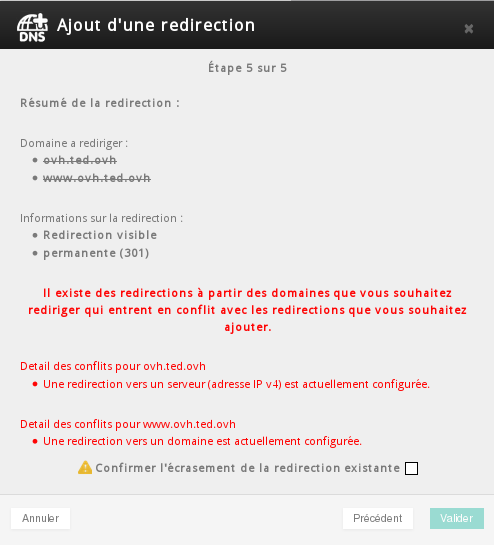 DNS
Ajout d'une redirection
×
Étape 5 sur 5
Résumé de la redirection :
Domaine a rediriger :
• ovh.ted.ovh
• www.ovh.ted.ovh
Informations sur la redirection :
• Redirection visible
• permanente (301)
Il existe des redirections à partir des domaines que vous souhaitez
rediriger qui entrent en conflit avec les redirections que vous souhaitez
ajouter.
Detail des conflits pour ovh.ted.ovh
• Une redirection vers un serveur (adresse IP v4) est actuellement configurée.
Detail des conflits pour www.ovh.ted.ovh
• Une redirection vers un domaine est actuellement configurée.
Confirmer l'écrasement de la redirection existante
Annuler
Précédent
Valider